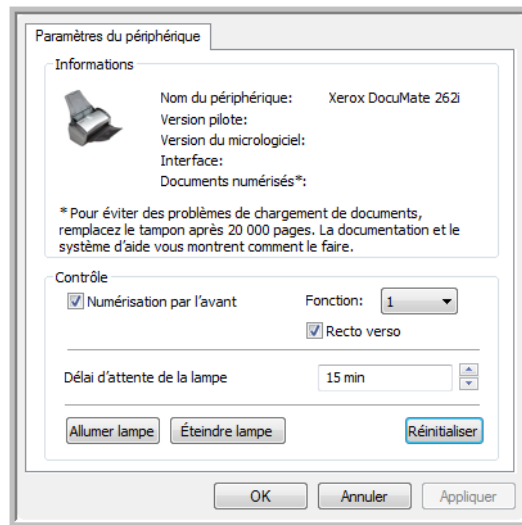 Paramètres du périphérique
Informations
Nom du périphérique: Xerox DocuMate 262i
Version pilote:
Version du micrologiciel:
Interface:
Documents numérisés*:
* Pour éviter des problèmes de chargement de documents,
remplacez le tampon après 20 000 pages. La documentation et le
système d'aide vous montrent comment le faire.
Contrôle
Numérisation par l'avant Fonction: 1
Recto verso
Délai d'attente de la lampe 15 min
Allumer lampe Éteindre lampe Réinitialiser
OK Annuler Appliquer